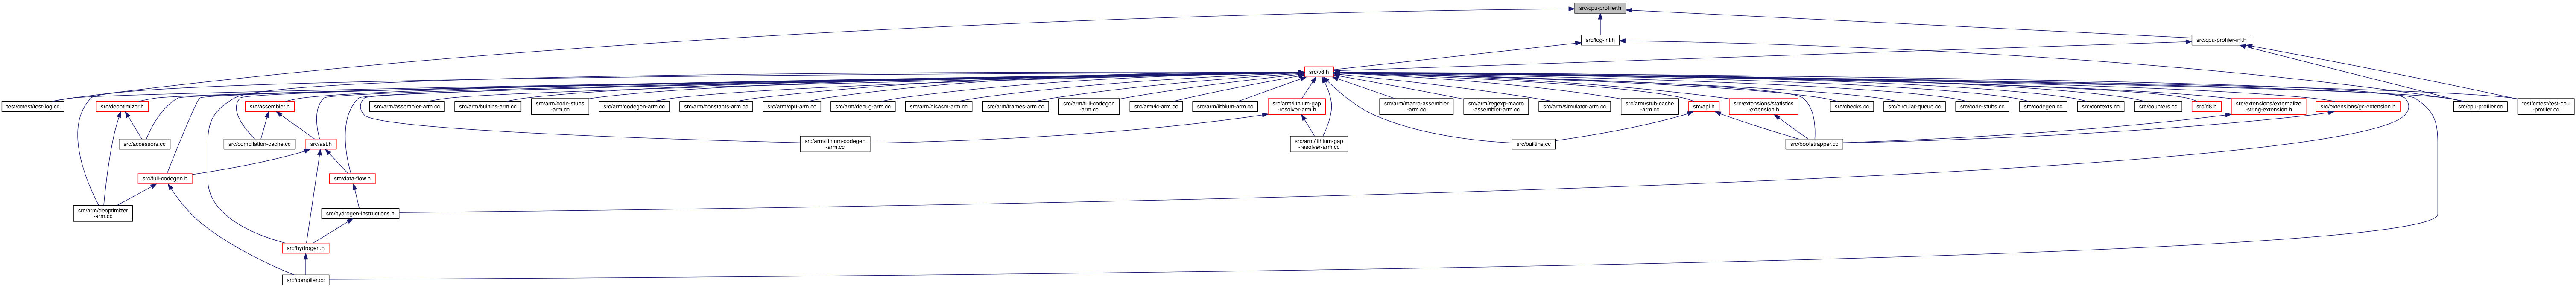 src/cpu-profiler.h
src/log-inl.h
src/cpu-profiler-inl.h
src/v8.h
test/cctest/test-log.cc
src/deoptimizer.h
src/assembler.h
src/arm/assembler-arm.cc
src/arm/builtins-arm.cc
src/arm/code-stubs
-arm.cc
src/arm/codegen-arm.cc
src/arm/constants-arm.cc
src/arm/cpu-arm.cc
src/arm/debug-arm.cc
src/arm/disasm-arm.cc
src/arm/frames-arm.cc
src/arm/full-codegen
-arm.cc
src/arm/ic-arm.cc
src/arm/lithium-arm.cc
src/arm/lithium-gap
-resolver-arm.h
src/arm/macro-assembler
-arm.cc
src/arm/regexp-macro
-assembler-arm.cc
src/arm/simulator-arm.cc
src/arm/stub-cache
-arm.cc
src/api.h
src/extensions/statistics
-extension.h
src/checks.cc
src/circular-queue.cc
src/code-stubs.cc
src/codegen.cc
src/contexts.cc
src/counters.cc
src/d8.h
src/extensions/externalize
-string-extension.h
src/extensions/gc-extension.h
src/cpu-profiler.cc
test/cctest/test-cpu
-profiler.cc
src/accessors.cc
src/compilation-cache.cc
src/ast.h
src/arm/lithium-codegen
-arm.cc
src/arm/lithium-gap
-resolver-arm.cc
src/builtins.cc
src/bootstrapper.cc
src/full-codegen.h
src/data-flow.h
src/arm/deoptimizer
-arm.cc
src/hydrogen-instructions.h
src/hydrogen.h
src/compiler.cc